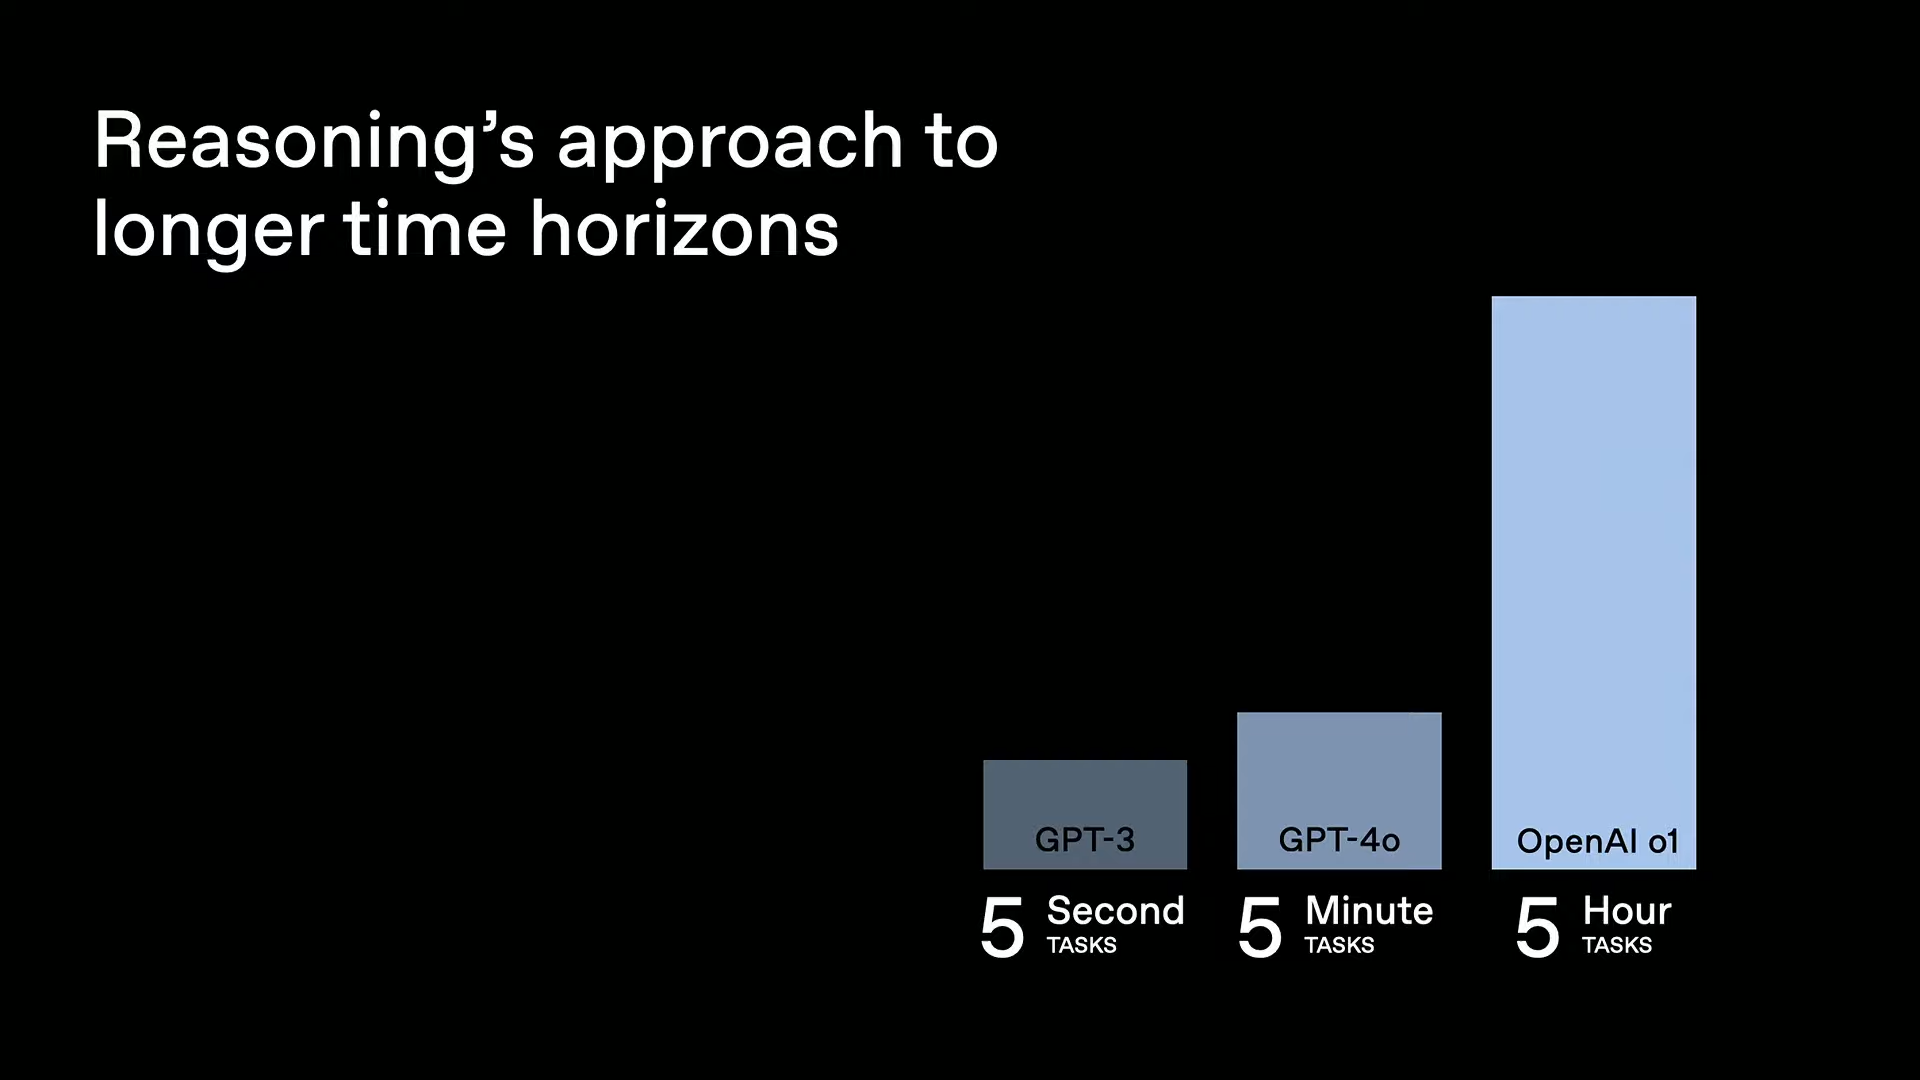 Reasoning’s approach to
longer time horizons
GPT-3
GPT-4o
OpenAI o1
5 Second
TASKS
5 Minute
TASKS
5 Hour
TASKS